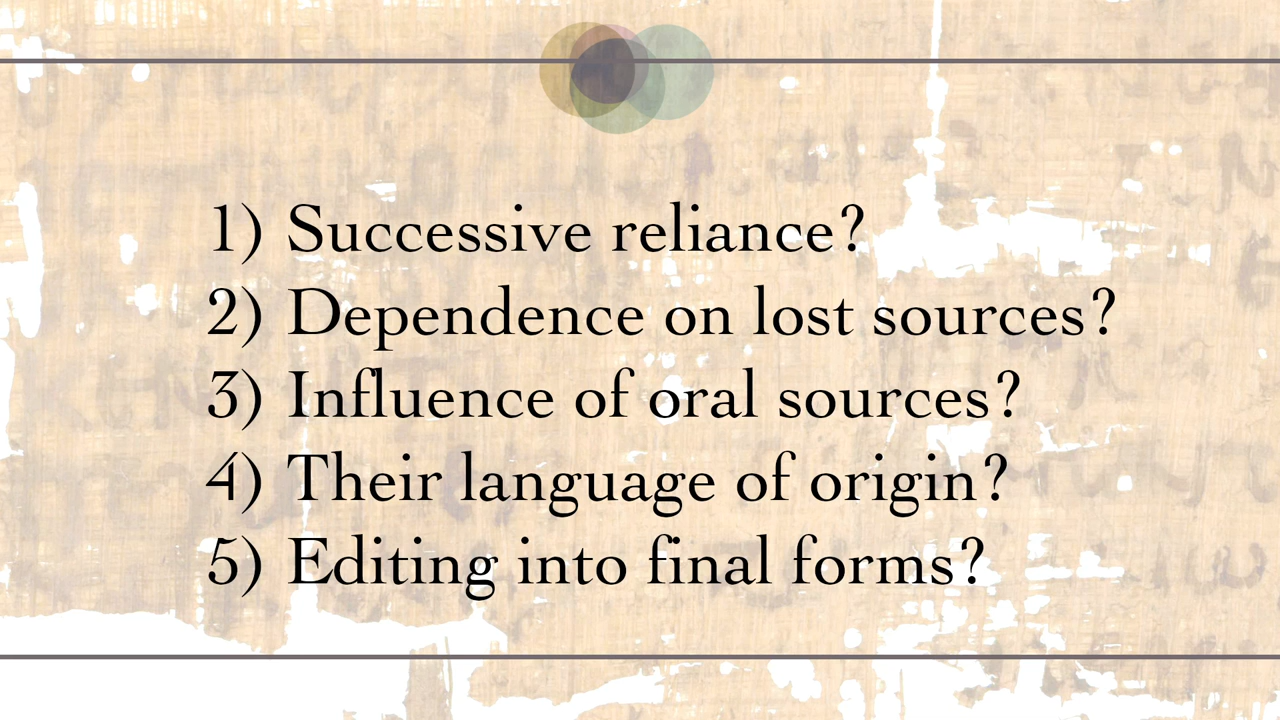 1) Successive reliance?
2) Dependence on lost sources?
3) Influence of oral sources?
4) Their language of origin?
5) Editing into final forms?